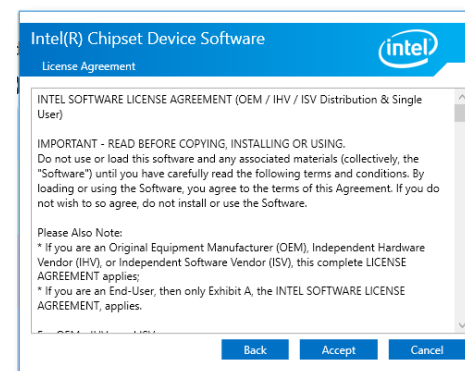 Intel(R) Chipset Device Software
intel
License Agreement
INTEL SOFTWARE LICENSE AGREEMENT (OEM / IHV / ISV Distribution & Single
User)
IMPORTANT - READ BEFORE COPYING, INSTALLING OR USING.
Do not use or load this software and any associated materials (collectively, the
"Software") until you have carefully read the following terms and conditions. By
loading or using the Software, you agree to the terms of this Agreement. If you do
not wish to so agree, do not install or use the Software.
Please Also Note:
* If you are an Original Equipment Manufacturer (OEM), Independent Hardware
Vendor (IHV), or Independent Software Vendor (ISV), this complete LICENSE
AGREEMENT applies;
* If you are an End-User, then only Exhibit A, the INTEL SOFTWARE LICENSE
AGREEMENT, applies.
Back
Accept
Cancel